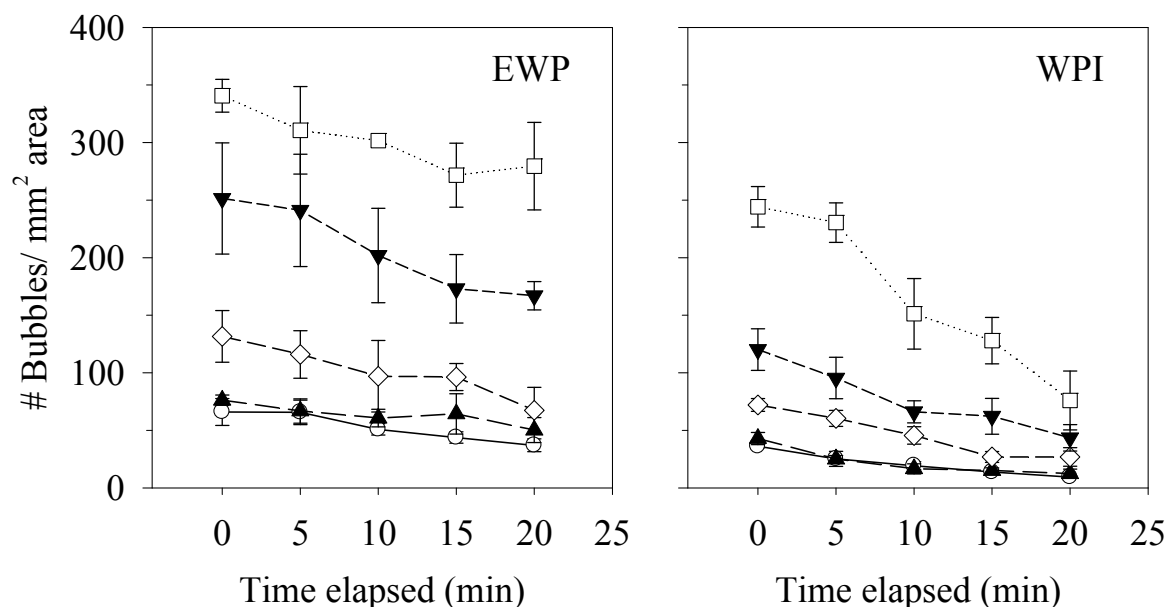 # Bubbles/ mm² area
400
300
200
100
0
EWP
0 5 10 15 20 25
Time elapsed (min)
WPI
0 5 10 15 20 25
Time elapsed (min)